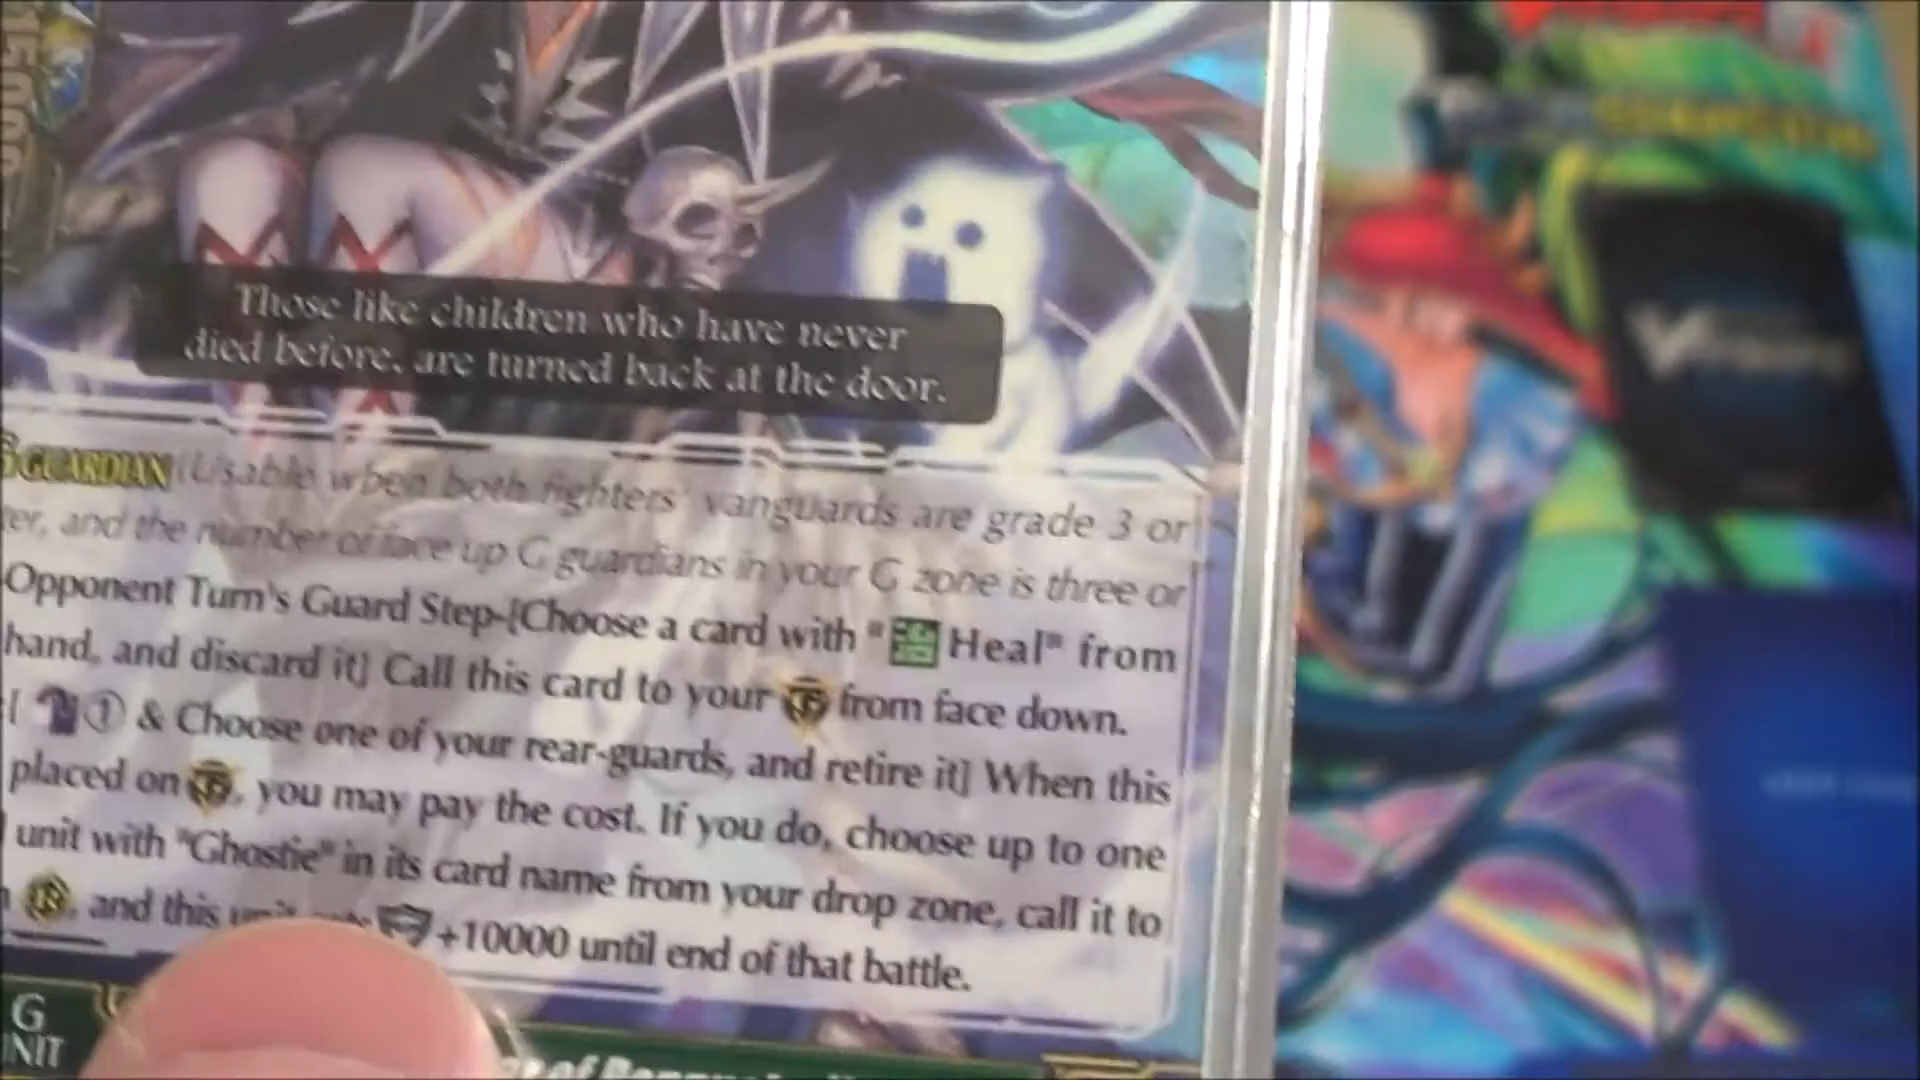 Those like children who have never
died before, are turned back at the door.
GUARDIAN (Usable when both fighters' vanguards are grade 3 or
ter, and the number of face up G guardians in your G zone is three or
Opponent Turn's Guard Step-[Choose a card with "治 Heal" from
hand, and discard it] Call this card to your from face down.
[ ① & Choose one of your rear-guards, and retire it] When this
placed on , you may pay the cost. If you do, choose up to one
unit with "Ghostie" in its card name from your drop zone, call it to
, and this +10000 until end of that battle.
G
UNIT
of